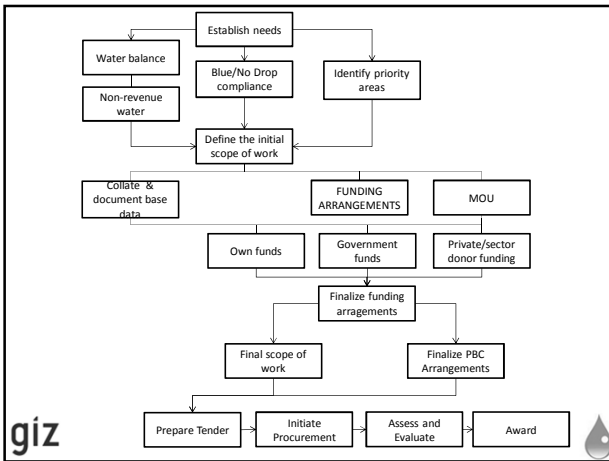 Establish needs
Water balance
Blue/No Drop
compliance
Identify priority
areas
Non-revenue
water
Define the initial
scope of work
Collate &
document base
data
FUNDING
ARRANGEMENTS
MOU
Own funds
Government
funds
Private/sector
donor funding
Finalize funding
arragements
Final scope of
work
Finalize PBC
Arrangements
Prepare Tender
Initiate
Procurement
Assess and
Evaluate
Award
giz